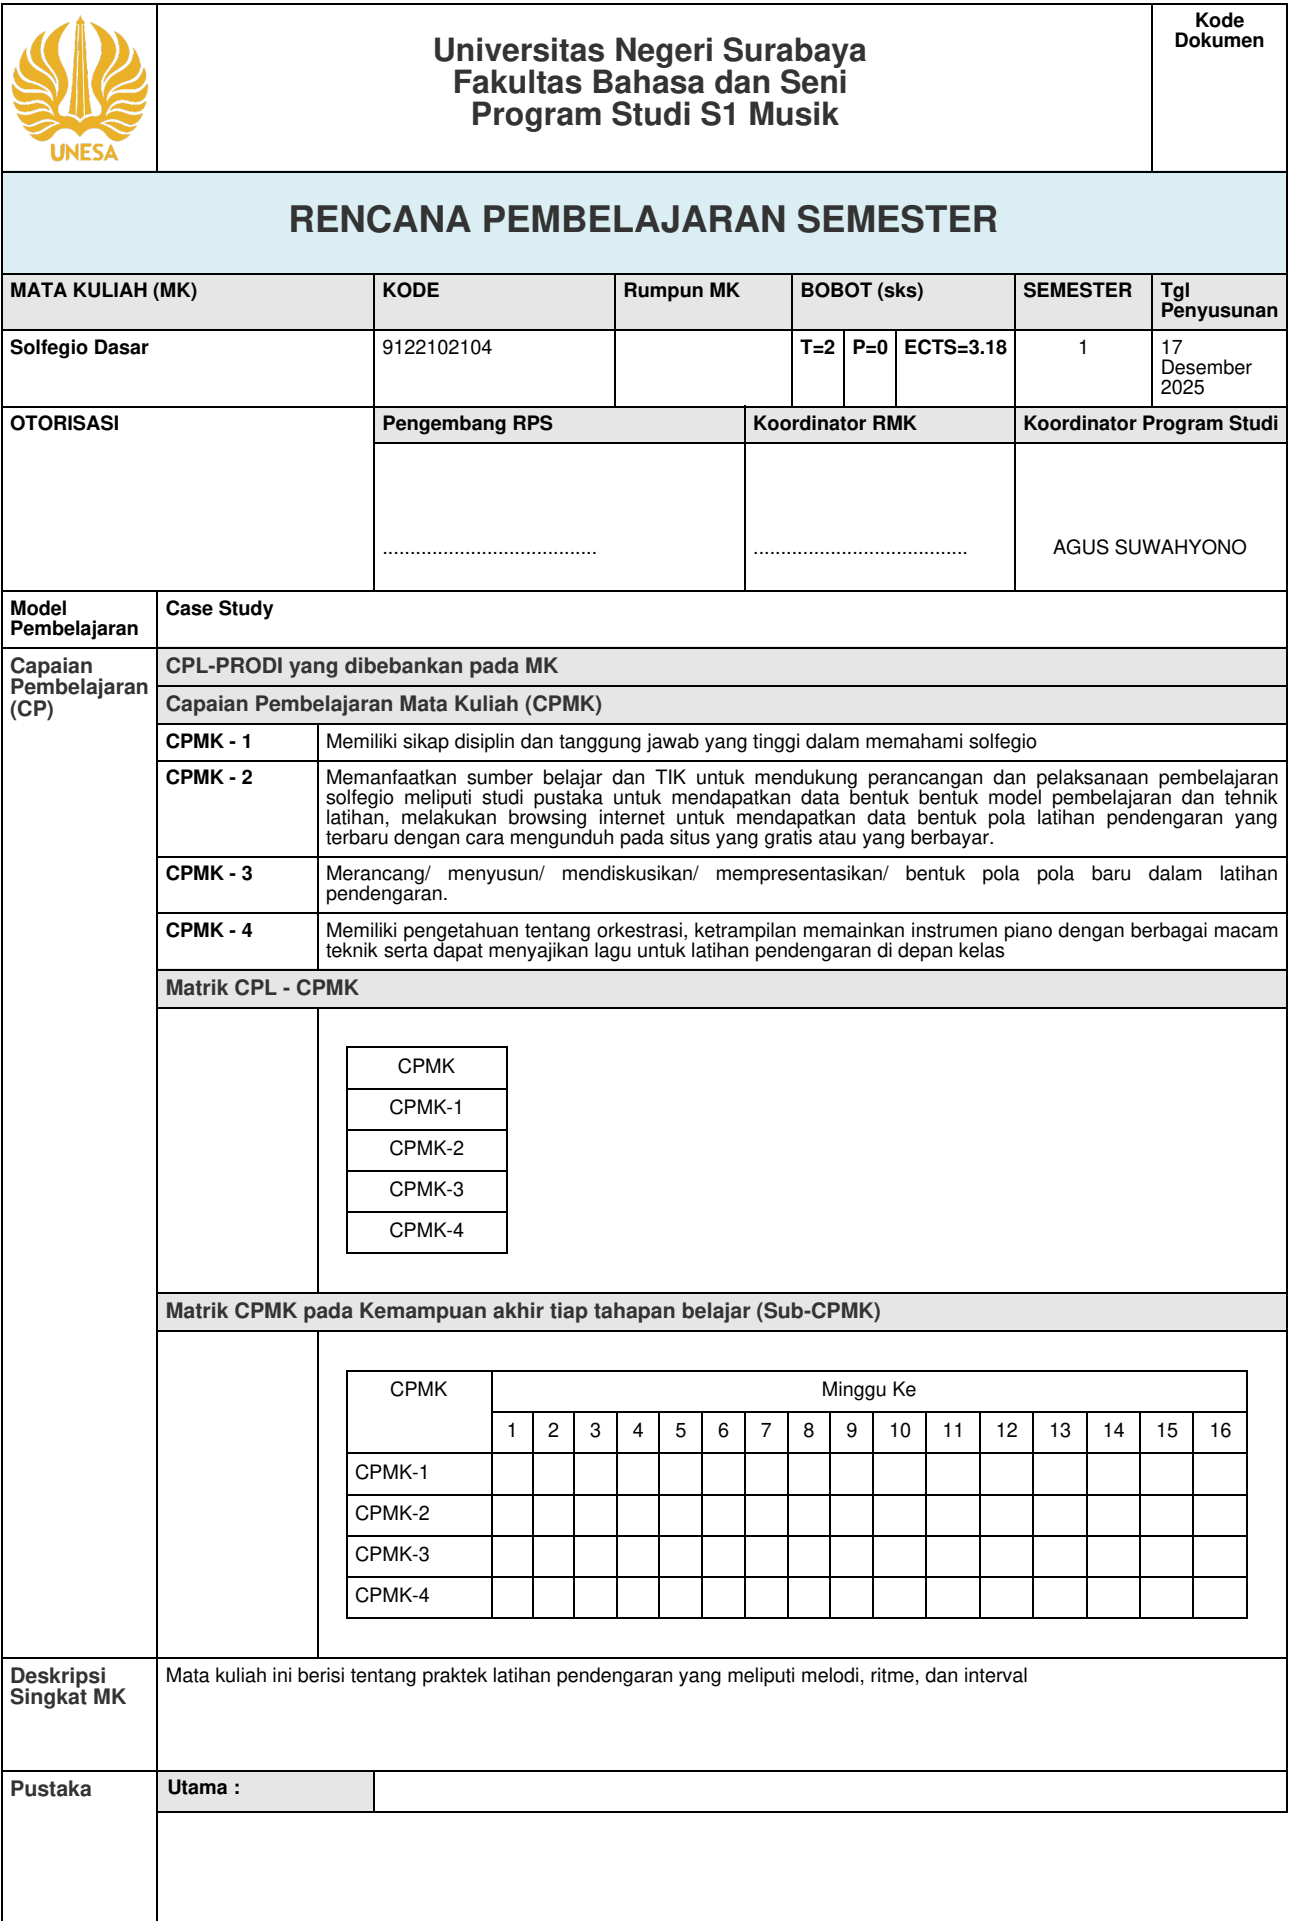 UNESA
Universitas Negeri Surabaya
Fakultas Bahasa dan Seni
Program Studi S1 Musik
Kode
Dokumen
RENCANA PEMBELAJARAN SEMESTER
MATA KULIAH (MK) KODE Rumpun MK BOBOT (sks) SEMESTER Tgl
Penyusunan
Solfegio Dasar 9122102104 T=2 P=0 ECTS=3.18 1 17
Desember
2025
OTORISASI Pengembang RPS Koordinator RMK Koordinator Program Studi
....................................... ....................................... AGUS SUWAHYONO
Model
Pembelajaran
Case Study
Capaian
Pembelajaran
(CP)
CPL-PRODI yang dibebankan pada MK
Capaian Pembelajaran Mata Kuliah (CPMK)
CPMK - 1 Memiliki sikap disiplin dan tanggung jawab yang tinggi dalam memahami solfegio
CPMK - 2 Memanfaatkan sumber belajar dan TIK untuk mendukung perancangan dan pelaksanaan pembelajaran
solfegio meliputi studi pustaka untuk mendapatkan data bentuk bentuk model pembelajaran dan tehnik
latihan, melakukan browsing internet untuk mendapatkan data bentuk pola latihan pendengaran yang
terbaru dengan cara mengunduh pada situs yang gratis atau yang berbayar.
CPMK - 3 Merancang/ menyusun/ mendiskusikan/ mempresentasikan/ bentuk pola pola baru dalam latihan
pendengaran.
CPMK - 4 Memiliki pengetahuan tentang orkestrasi, ketrampilan memainkan instrumen piano dengan berbagai macam
teknik serta dapat menyajikan lagu untuk latihan pendengaran di depan kelas
Matrik CPL - CPMK
CPMK
CPMK-1
CPMK-2
CPMK-3
CPMK-4
Matrik CPMK pada Kemampuan akhir tiap tahapan belajar (Sub-CPMK)
CPMK Minggu Ke
1 2 3 4 5 6 7 8 9 10 11 12 13 14 15 16
CPMK-1
CPMK-2
CPMK-3
CPMK-4
Deskripsi
Singkat MK
Mata kuliah ini berisi tentang praktek latihan pendengaran yang meliputi melodi, ritme, dan interval
Pustaka Utama :